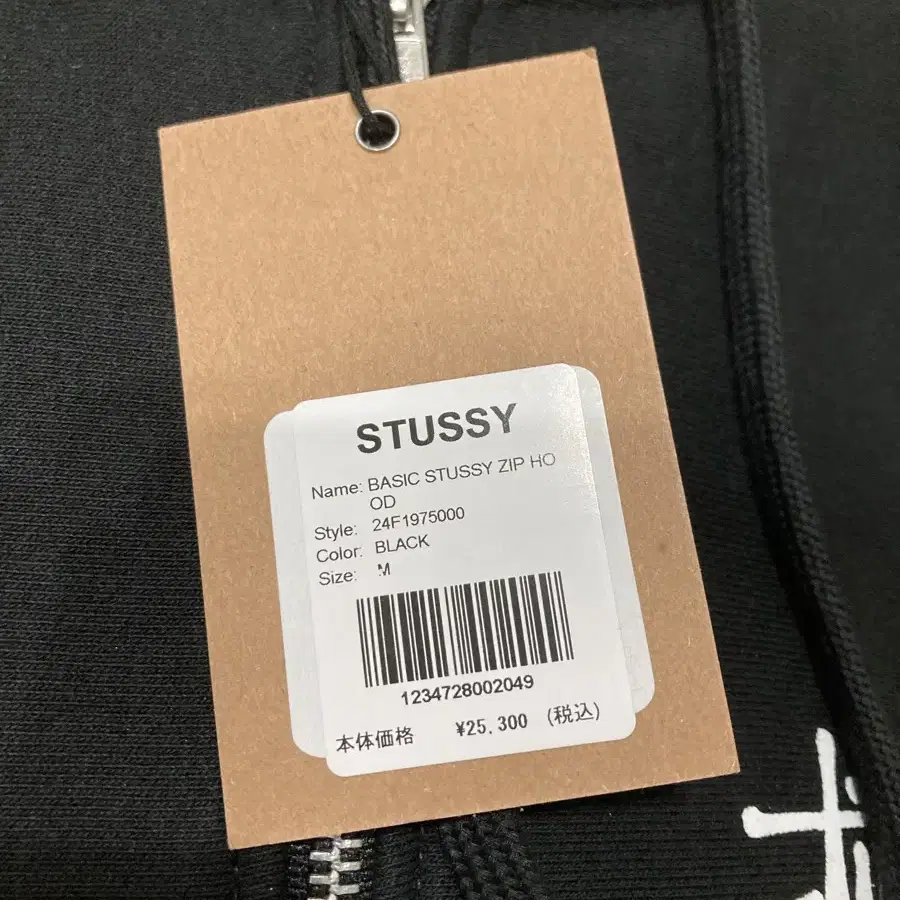 STUSSY
Name: BASIC STUSSY ZIP HO
OD
Style: 24F1975000
Color: BLACK
Size: M
1234728002049
本体価格 ¥25,300 (税込)